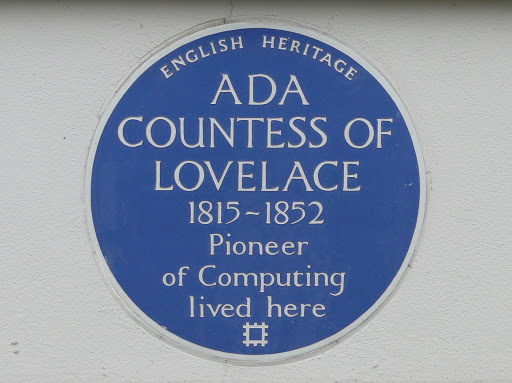 ENGLISH HERITAGE
ADA
COUNTESS OF
LOVELACE
1815-1852
Pioneer
of Computing
lived here